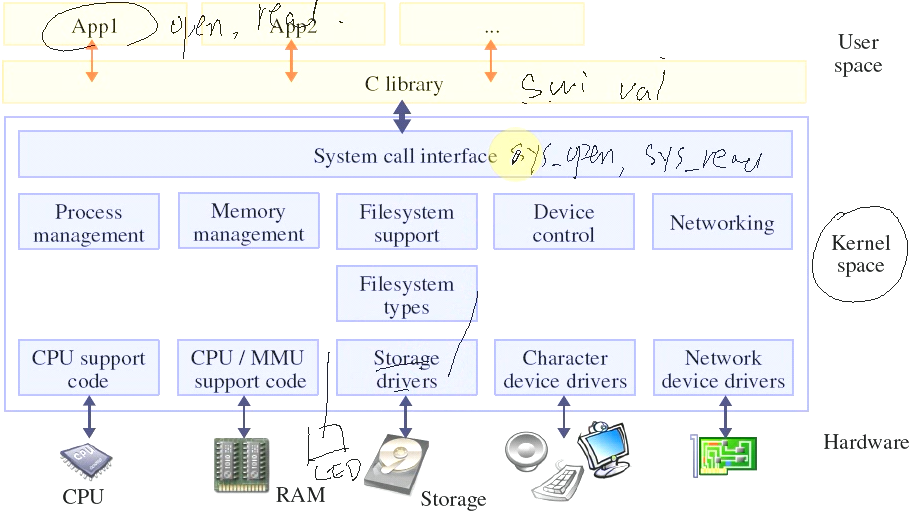 App1
open, read.
App2
...
User
space
C library
swi val
System call interface
sys_open, sys_read
Process
management
Memory
management
Filesystem
support
Device
control
Networking
Kernel
space
Filesystem
types
CPU support
code
CPU / MMU
support code
Storage
drivers
Character
device drivers
Network
device drivers
Hardware
CPU
CPU
RAM
LED
Storage